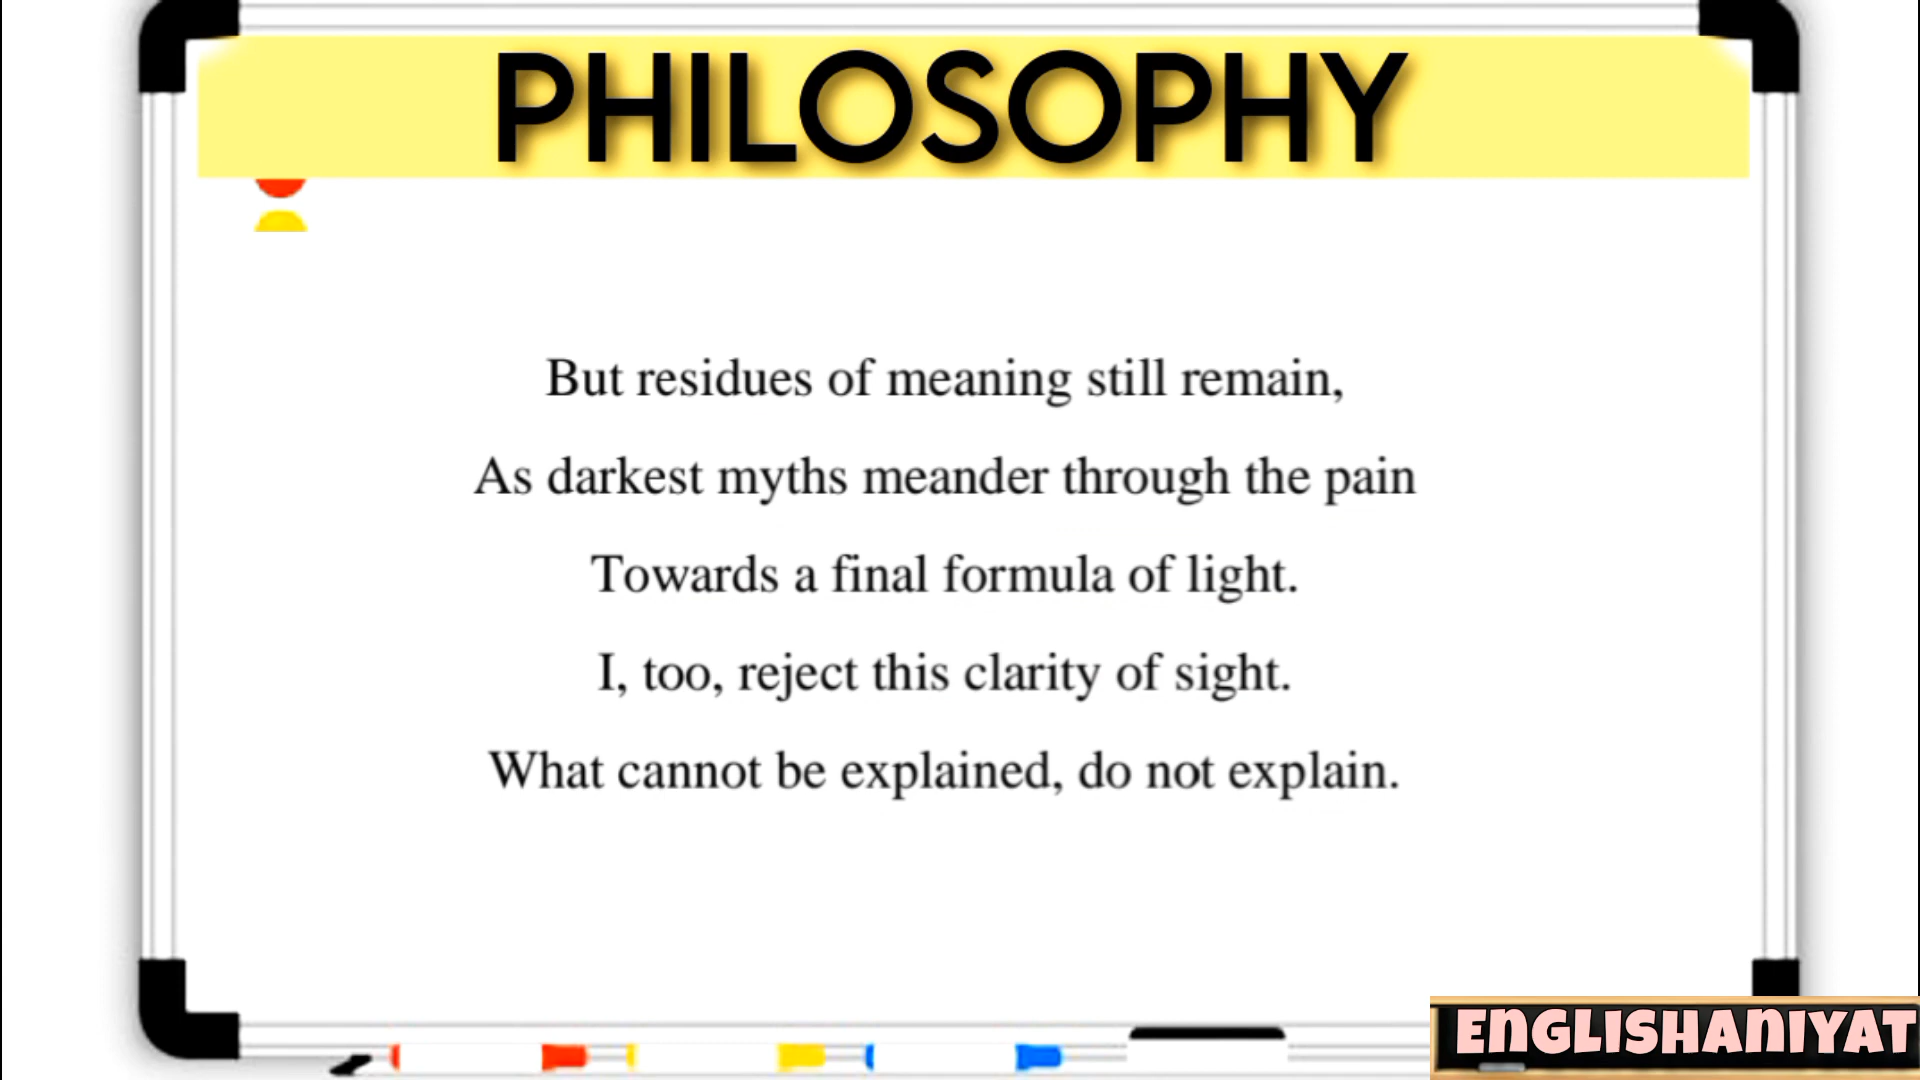 PHILOSOPHY
But residues of meaning still remain,
As darkest myths meander through the pain
Towards a final formula of light.
I, too, reject this clarity of sight.
What cannot be explained, do not explain.
ENGLISHANIYAT